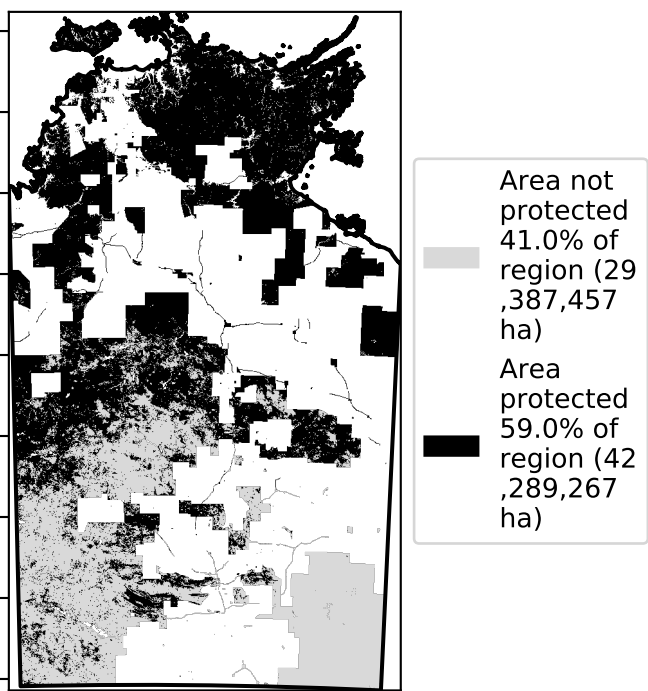 Area not
protected
41.0% of
region (29
,387,457
ha)
Area
protected
59.0% of
region (42
,289,267
ha)